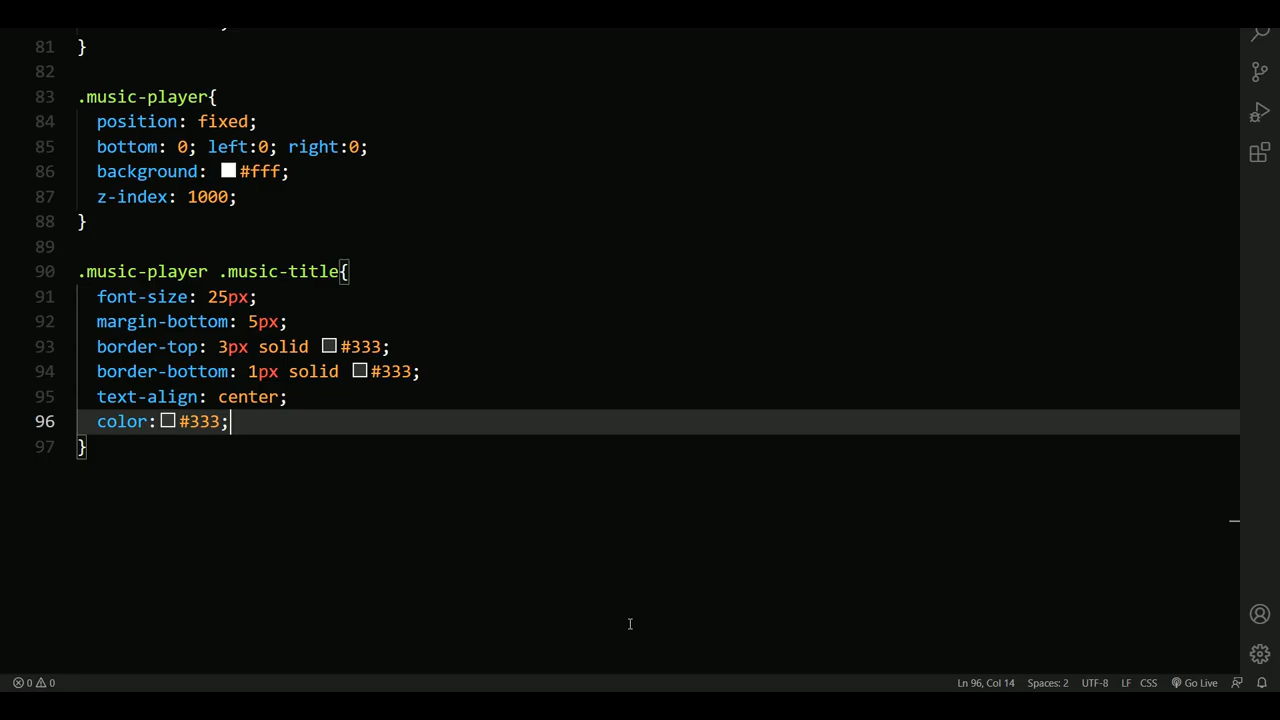 81 }
82
83 .music-player{
84 position: fixed;
85 bottom: 0; left:0; right:0;
86 background: #fff;
87 z-index: 1000;
88 }
89
90 .music-player .music-title{
91 font-size: 25px;
92 margin-bottom: 5px;
93 border-top: 3px solid #333;
94 border-bottom: 1px solid #333;
95 text-align: center;
96 color:#333;
97 }
0 0 Ln 96, Col 14 Spaces: 2 UTF-8 LF CSS Go Live